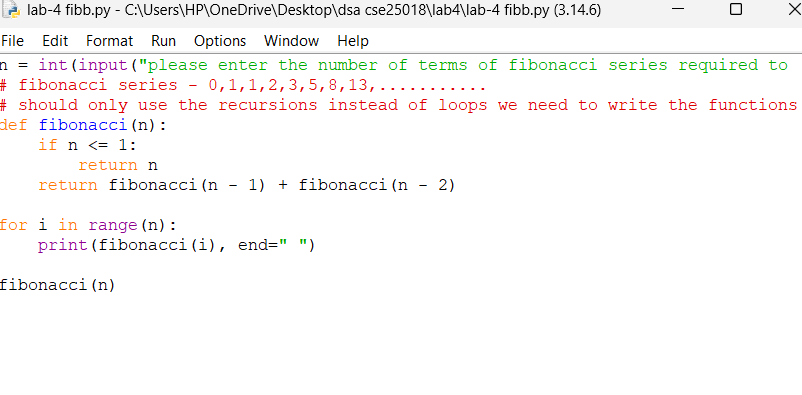 lab-4 fibb.py - C:\Users\HP\OneDrive\Desktop\dsa cse25018\lab4\lab-4 fibb.py (3.14.6)
File Edit Format Run Options Window Help
n = int(input("please enter the number of terms of fibonacci series required to
# fibonacci series - 0,1,1,2,3,5,8,13,...........
# should only use the recursions instead of loops we need to write the functions
def fibonacci(n):
    if n <= 1:
        return n
    return fibonacci(n - 1) + fibonacci(n - 2)
for i in range(n):
    print(fibonacci(i), end=" ")
fibonacci(n)